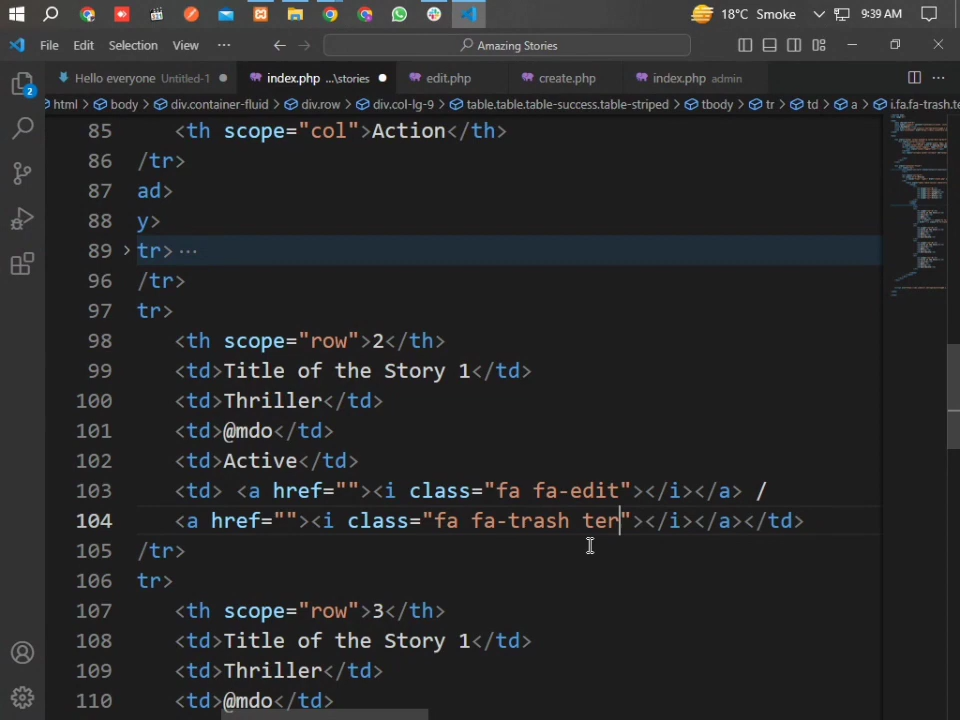 18°C Smoke 9:39 AM
File Edit Selection View ... Amazing Stories
Hello everyone Untitled-1 index.php ...\stories edit.php create.php index.php admin
html > body > div.container-fluid > div.row > div.col-lg-9 > table.table.table-success.table-striped > tbody > tr > td > a > i.fa.fa-trash.te
2
85 <th scope="col">Action</th>
86 /tr>
87 ad>
88 y>
89 tr> ...
96 /tr>
97 tr>
98 <th scope="row">2</th>
99 <td>Title of the Story 1</td>
100 <td>Thriller</td>
101 <td>@mdo</td>
102 <td>Active</td>
103 <td> <a href=""><i class="fa fa-edit"></i></a> /
104 <a href=""><i class="fa fa-trash ter"></i></a></td>
105 /tr>
106 tr>
107 <th scope="row">3</th>
108 <td>Title of the Story 1</td>
109 <td>Thriller</td>
110 <td>@mdo</td>